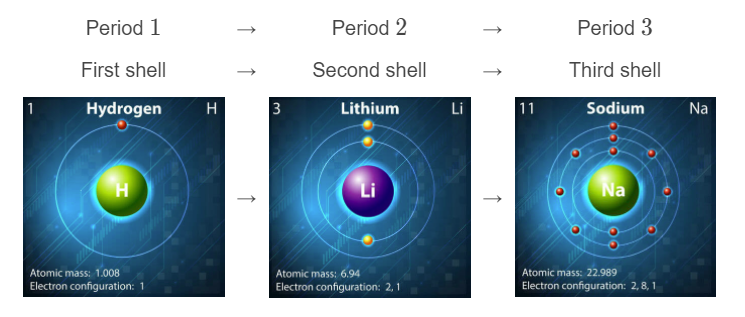 Period 1 → Period 2 → Period 3
First shell → Second shell → Third shell
1 Hydrogen H
H
Atomic mass: 1.008
Electron configuration: 1
→
3 Lithium Li
Li
Atomic mass: 6.94
Electron configuration: 2, 1
→
11 Sodium Na
Na
Atomic mass: 22.989
Electron configuration: 2, 8, 1